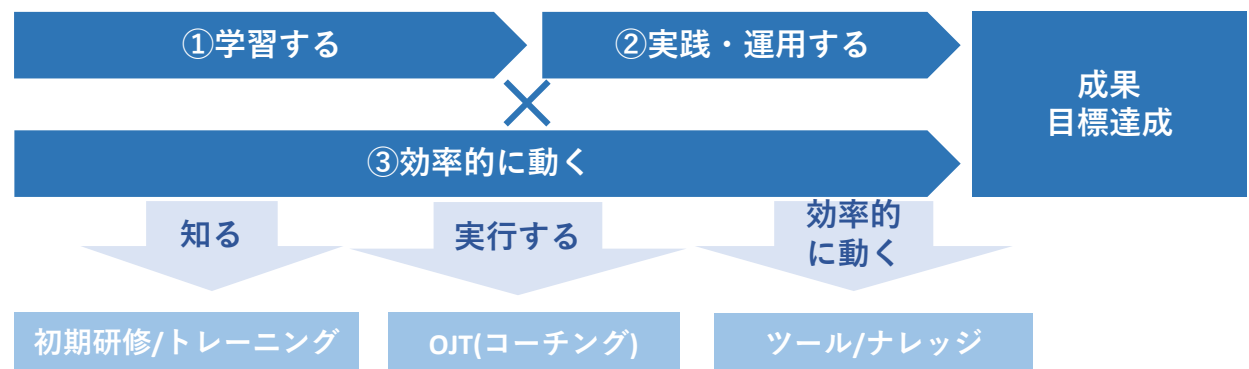 ①学習する
②実践・運用する
成果
目標達成
③効率的に動く
知る
実行する
効率的
に動く
初期研修/トレーニング
OJT(コーチング)
ツール/ナレッジ